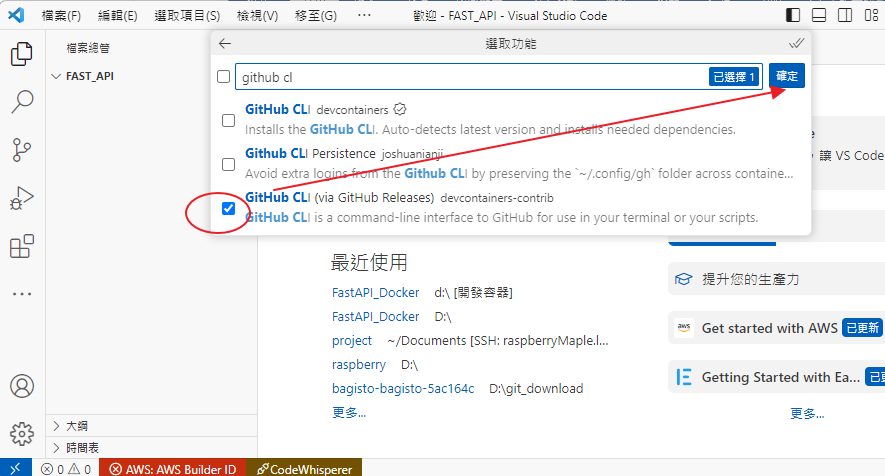 檔案(F) 編輯(E) 選取項目(S) 檢視(V) 移至(G) ··· 歡迎 - FAST_API - Visual Studio Code
檔案總管
選取功能
FAST_API
github cl 已選擇 1 確定
GitHub CLI devcontainers
Installs the GitHub CLI. Auto-detects latest version and installs needed dependencies.
Github CLI Persistence joshuanianji
Avoid extra logins from the Github CLI by preserving the `~/.config/gh` folder across containe...
GitHub CLI (via GitHub Releases) devcontainers-contrib
GitHub CLI is a command-line interface to GitHub for use in your terminal or your scripts.
讓 VS Code
最近使用
FastAPI_Docker d:\ [開發容器]
FastAPI_Docker D:\
project ~/Documents [SSH: raspberryMaple.l...
raspberry D:\
bagisto-bagisto-5ac164c D:\git_download
更多...
提升您的生產力
aws Get started with AWS 已更新
Getting Started with Ea... 已更
更多...
大綱
時間表
0 0 AWS: AWS Builder ID CodeWhisperer